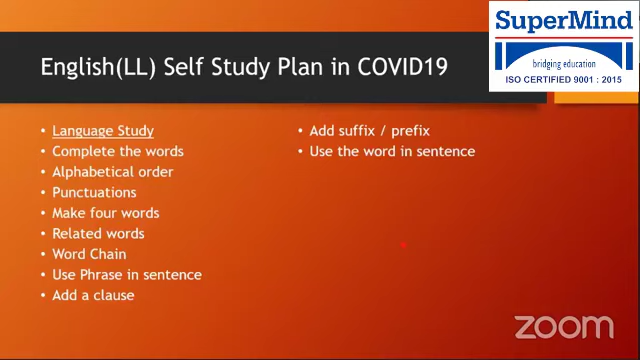 SuperMind
bridging education
ISO CERTIFIED 9001 : 2015
English(LL) Self Study Plan in COVID19
• Language Study
• Complete the words
• Alphabetical order
• Punctuations
• Make four words
• Related words
• Word Chain
• Use Phrase in sentence
• Add a clause
• Add suffix / prefix
• Use the word in sentence
zoom